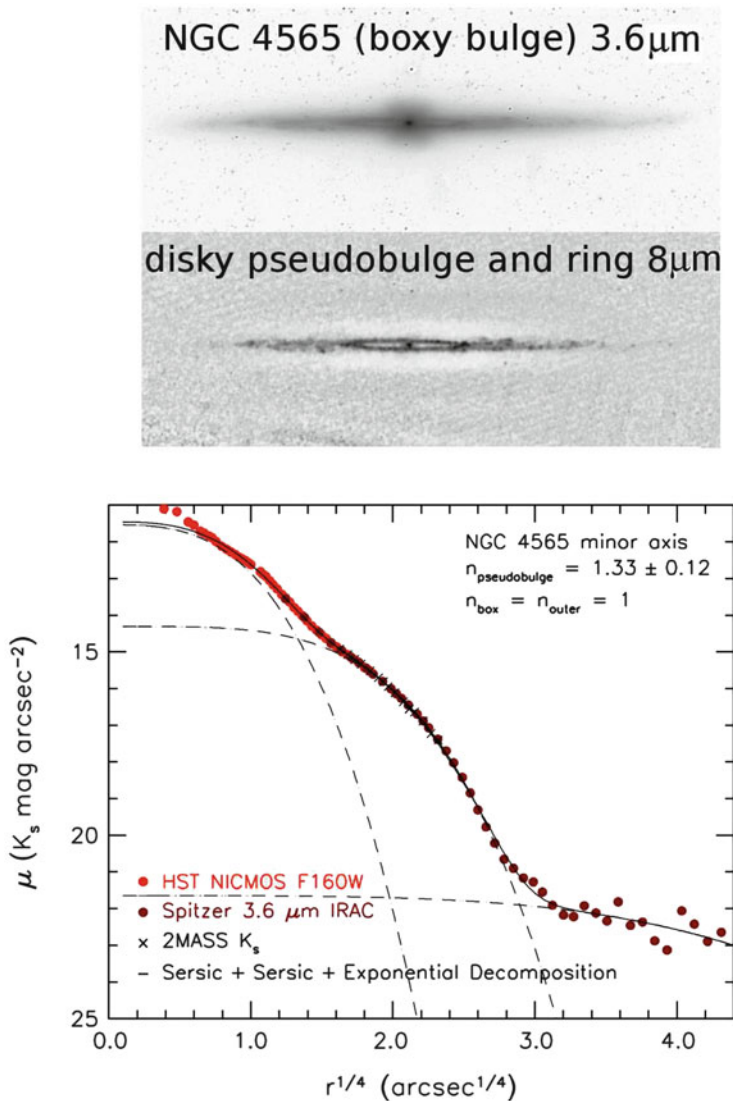 NGC 4565 (boxy bulge) 3.6μm
disky pseudobulge and ring 8μm
NGC 4565 minor axis
n_pseudobulge = 1.33 ± 0.12
n_box = n_outer = 1
15
20
25
μ (K_s mag arcsec⁻²)
HST NICMOS F160W
Spitzer 3.6 μm IRAC
× 2MASS K_s
– Sersic + Sersic + Exponential Decomposition
0.0 1.0 2.0 3.0 4.0
r^1/4 (arcsec^1/4)